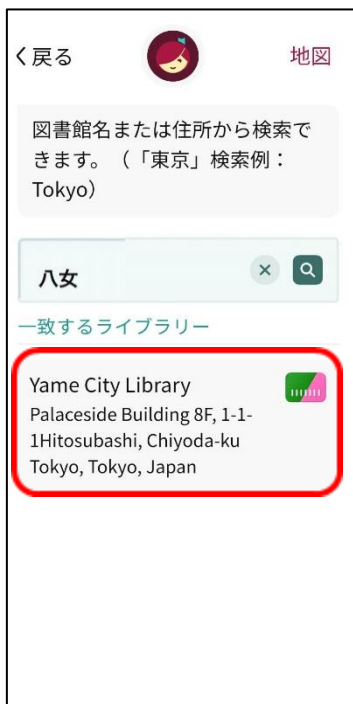 く戻る
地図
図書館名または住所から検索で
きます。（「東京」検索例：
Tokyo）
八女
一致するライブラリー
Yame City Library
Palaceside Building 8F, 1-1-
1Hitosubashi, Chiyoda-ku
Tokyo, Tokyo, Japan